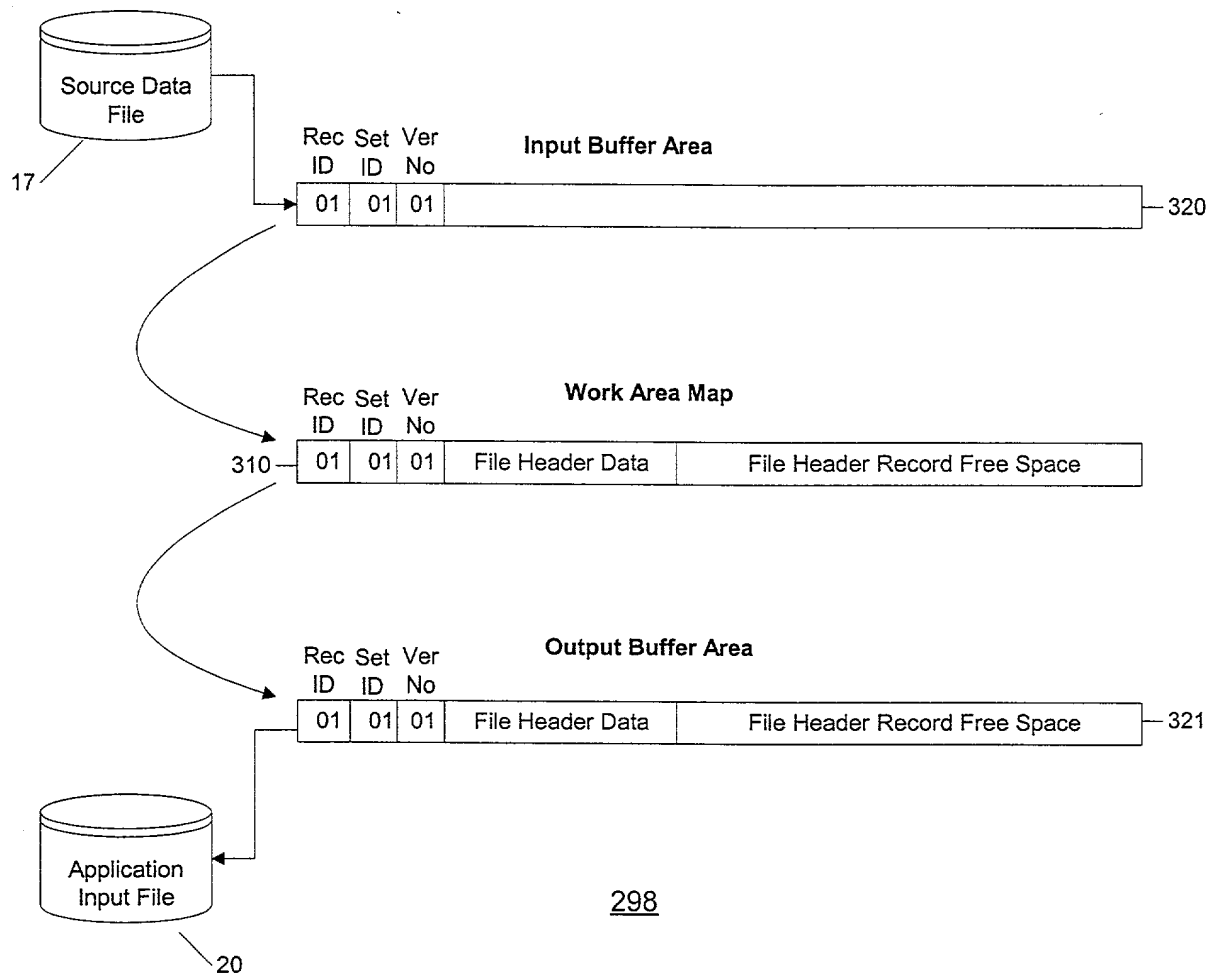 Source Data
File
17
Rec Set Ver
ID ID No
Input Buffer Area
01 01 01
320
Rec Set Ver
ID ID No
Work Area Map
310
01 01 01 File Header Data File Header Record Free Space
Rec Set Ver
ID ID No
Output Buffer Area
01 01 01 File Header Data File Header Record Free Space
321
Application
Input File
298
20